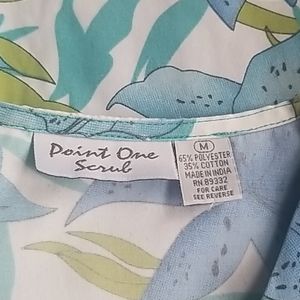 Point One
Scrub
M
65% POLYESTER
35% COTTON
MADE IN INDIA
RN 89332
FOR CARE
SEE REVERSE